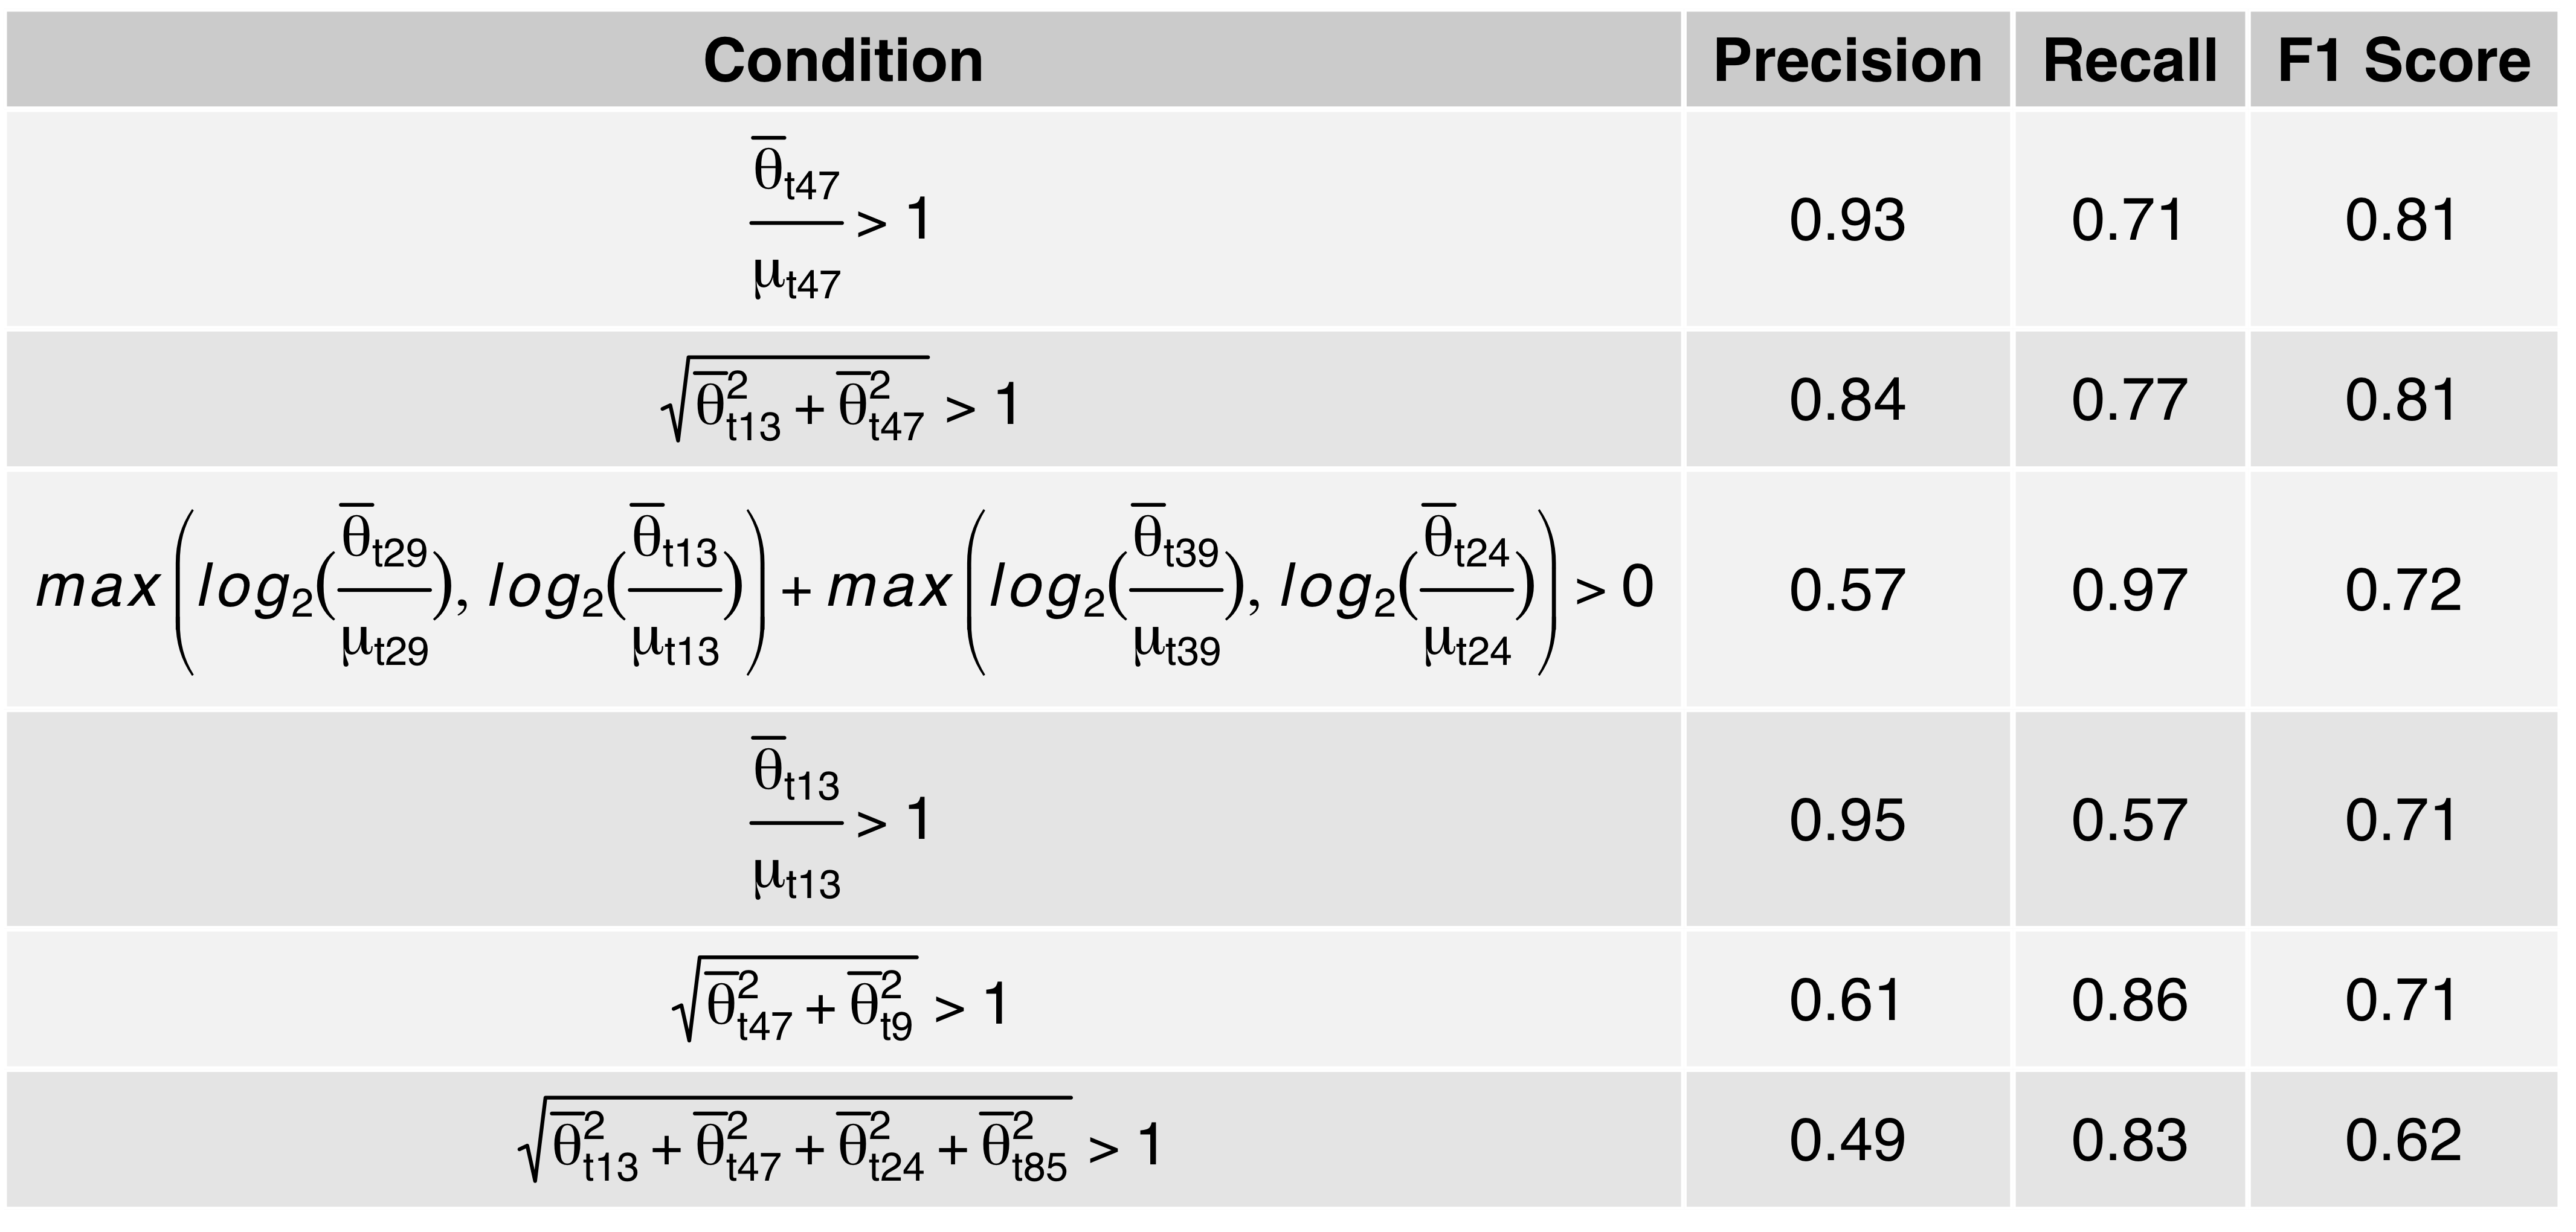 Condition Precision Recall F1 Score
θ̅t47/μt47 > 1 0.93 0.71 0.81
√(θ̅²t13 + θ̅²t47) > 1 0.84 0.77 0.81
max(log₂(θ̅t29/μt29), log₂(θ̅t13/μt13)) + max(log₂(θ̅t39/μt39), log₂(θ̅t24/μt24)) > 0 0.57 0.97 0.72
θ̅t13/μt13 > 1 0.95 0.57 0.71
√(θ̅²t47 + θ̅²t9) > 1 0.61 0.86 0.71
√(θ̅²t13 + θ̅²t47 + θ̅²t24 + θ̅²t85) > 1 0.49 0.83 0.62